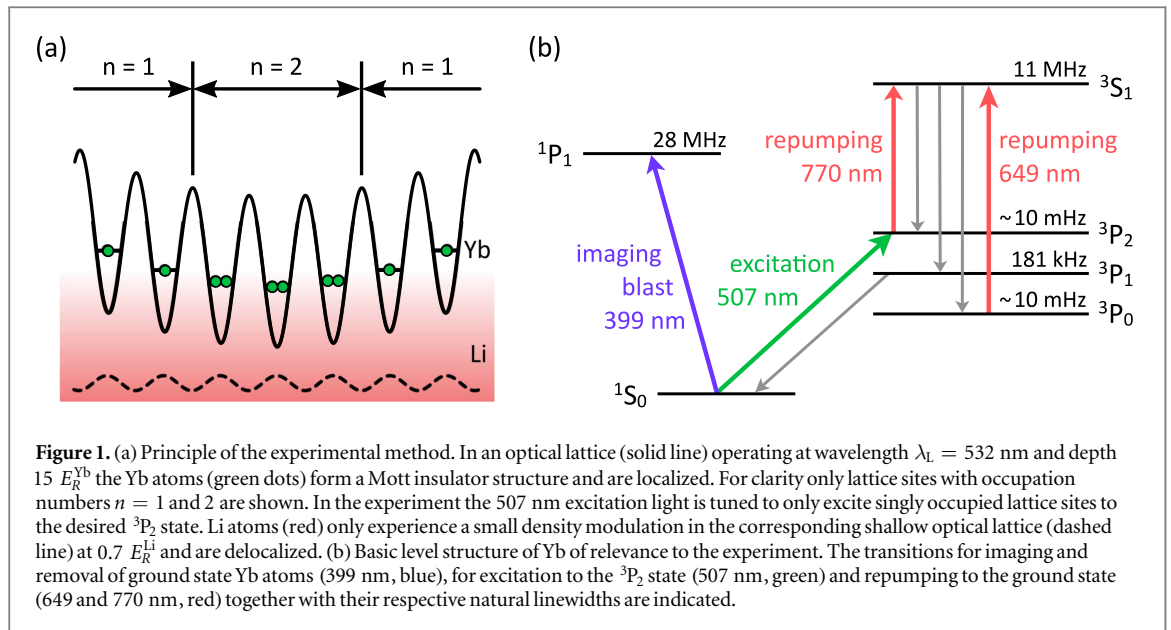 (a)
n = 1
n = 2
n = 1
Yb
Li
(b)
11 MHz
³S₁
28 MHz
¹P₁
repumping
770 nm
repumping
649 nm
~10 mHz
³P₂
imaging
blast
399 nm
excitation
507 nm
181 kHz
³P₁
~10 mHz
³P₀
¹S₀
Figure 1. (a) Principle of the experimental method. In an optical lattice (solid line) operating at wavelength λ_L = 532 nm and depth
15 E_R^Yb the Yb atoms (green dots) form a Mott insulator structure and are localized. For clarity only lattice sites with occupation
numbers n = 1 and 2 are shown. In the experiment the 507 nm excitation light is tuned to only excite singly occupied lattice sites to
the desired ³P₂ state. Li atoms (red) only experience a small density modulation in the corresponding shallow optical lattice (dashed
line) at 0.7 E_R^Li and are delocalized. (b) Basic level structure of Yb of relevance to the experiment. The transitions for imaging and
removal of ground state Yb atoms (399 nm, blue), for excitation to the ³P₂ state (507 nm, green) and repumping to the ground state
(649 and 770 nm, red) together with their respective natural linewidths are indicated.